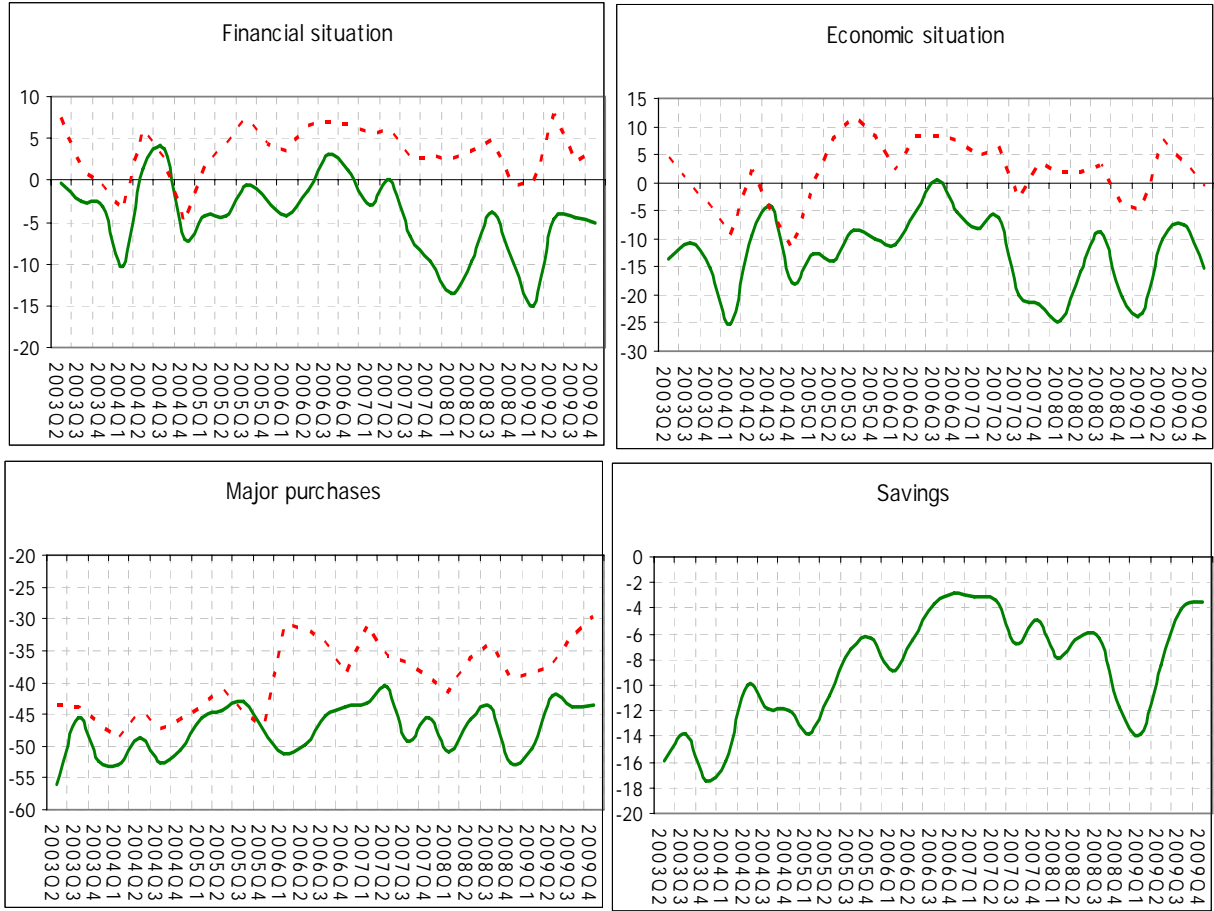 Financial situation
10
5
0
-5
-10
-15
-20
2003Q2
2003Q3
2003Q4
2004Q1
2004Q2
2004Q3
2004Q4
2005Q1
2005Q2
2005Q3
2005Q4
2006Q1
2006Q2
2006Q3
2006Q4
2007Q1
2007Q2
2007Q3
2007Q4
2008Q1
2008Q2
2008Q3
2008Q4
2009Q1
2009Q2
2009Q3
2009Q4
Economic situation
15
10
5
0
-5
-10
-15
-20
-25
-30
2003Q2
2003Q3
2003Q4
2004Q1
2004Q2
2004Q3
2004Q4
2005Q1
2005Q2
2005Q3
2005Q4
2006Q1
2006Q2
2006Q3
2006Q4
2007Q1
2007Q2
2007Q3
2007Q4
2008Q1
2008Q2
2008Q3
2008Q4
2009Q1
2009Q2
2009Q3
2009Q4
Major purchases
-20
-25
-30
-35
-40
-45
-50
-55
-60
2003Q2
2003Q3
2003Q4
2004Q1
2004Q2
2004Q3
2004Q4
2005Q1
2005Q2
2005Q3
2005Q4
2006Q1
2006Q2
2006Q3
2006Q4
2007Q1
2007Q2
2007Q3
2007Q4
2008Q1
2008Q2
2008Q3
2008Q4
2009Q1
2009Q2
2009Q3
2009Q4
Savings
0
-2
-4
-6
-8
-10
-12
-14
-16
-18
-20
2003Q2
2003Q3
2003Q4
2004Q1
2004Q2
2004Q3
2004Q4
2005Q1
2005Q2
2005Q3
2005Q4
2006Q1
2006Q2
2006Q3
2006Q4
2007Q1
2007Q2
2007Q3
2007Q4
2008Q1
2008Q2
2008Q3
2008Q4
2009Q1
2009Q2
2009Q3
2009Q4